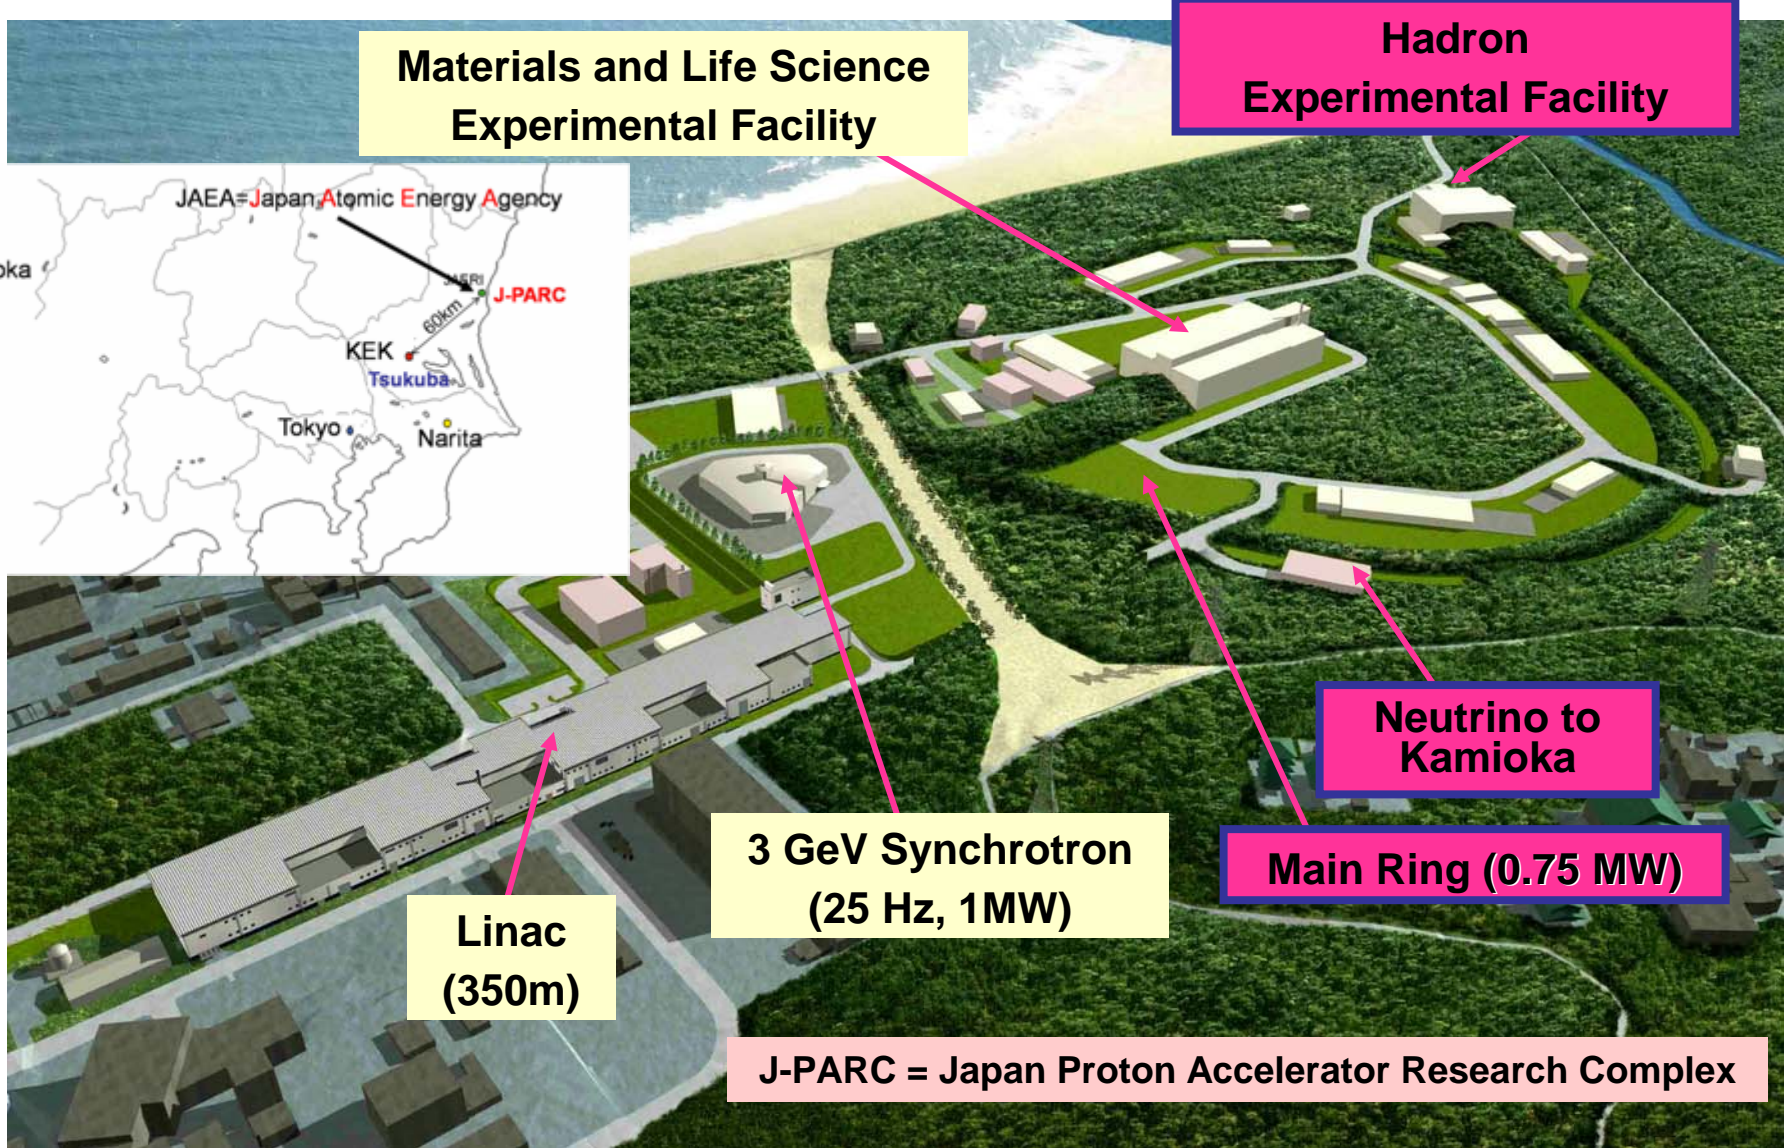 Hadron
Experimental Facility
Materials and Life Science
Experimental Facility
JAEA=Japan Atomic Energy Agency
oka
JAERI
J-PARC
60km
KEK
Tsukuba
Tokyo
Narita
Neutrino to
Kamioka
3 GeV Synchrotron
(25 Hz, 1MW)
Main Ring (0.75 MW)
Linac
(350m)
J-PARC = Japan Proton Accelerator Research Complex